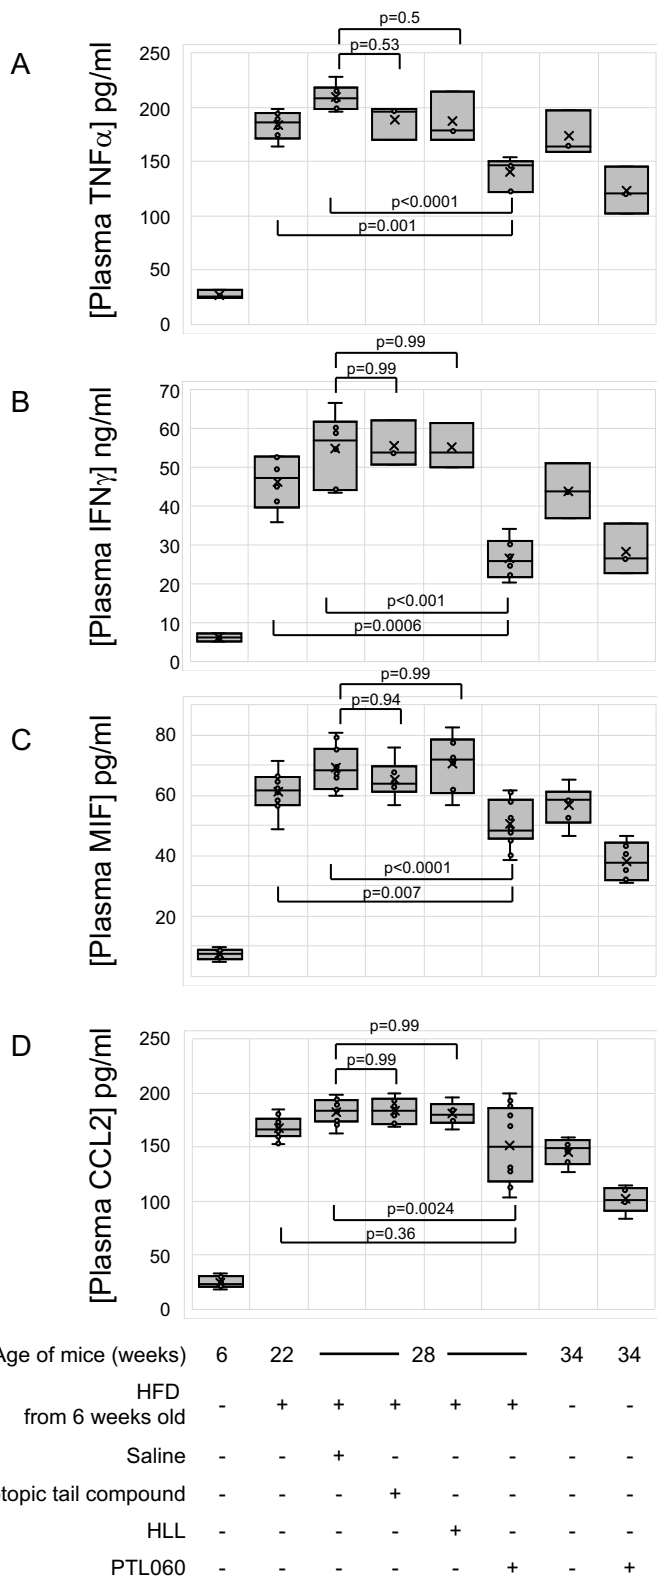 A
[Plasma TNFα] pg/ml
250
200
150
100
50
0
p=0.5
p=0.53
p<0.0001
p=0.001
B
[Plasma IFNγ] ng/ml
70
60
50
40
30
20
10
0
p=0.99
p=0.99
p<0.001
p=0.0006
C
[Plasma MIF] pg/ml
80
60
40
20
p=0.99
p=0.94
p<0.0001
p=0.007
D
[Plasma CCL2] pg/ml
250
200
150
100
50
0
p=0.99
p=0.99
p=0.0024
p=0.36
Age of mice (weeks) 6 22 28 34 34
HFD
from 6 weeks old - + + + + + - -
Saline - - + - - - - -
tail compound - - - + - - - -
HLL - - - - + - - -
PTL060 - - - - - + - +